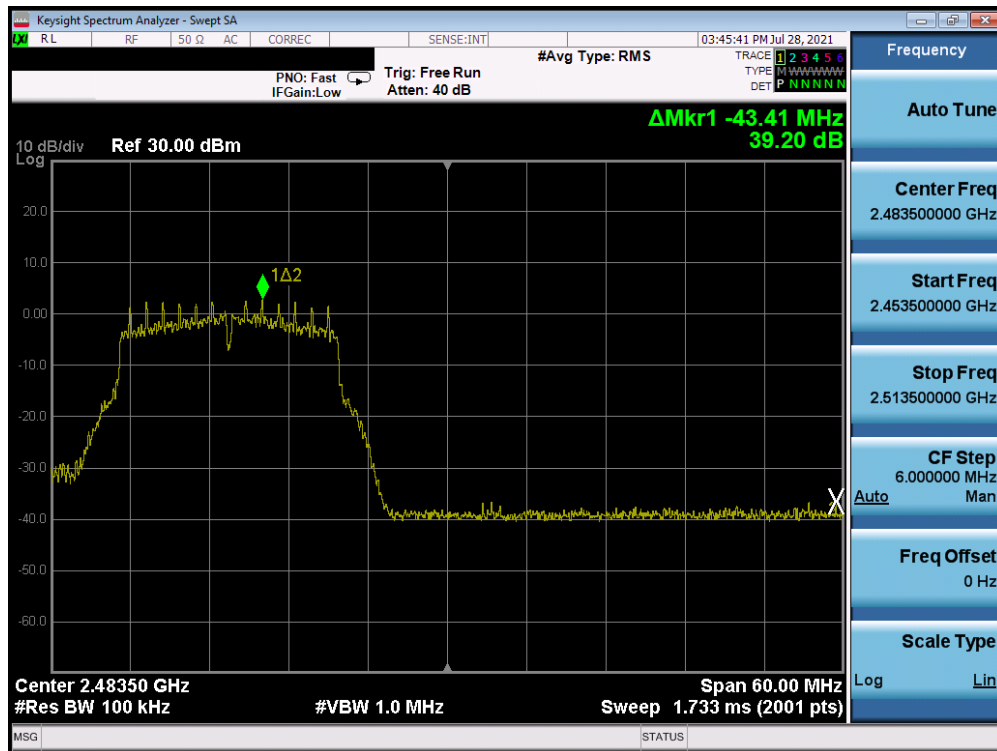 Keysight Spectrum Analyzer - Swept SA
LXI RL RF 50 Ω AC CORREC SENSE:INT 03:45:41 PM Jul 28, 2021
#Avg Type: RMS
TRACE 1 2 3 4 5 6
PNO: Fast Trig: Free Run
TYPE M WWWWW
IFGain:Low Atten: 40 dB
DET P N N N N N
ΔMkr1 -43.41 MHz
39.20 dB
10 dB/div Ref 30.00 dBm
Log
20.0
10.0
1Δ2
0.00
-10.0
-20.0
-30.0
X
-40.0
-50.0
-60.0
Center 2.48350 GHz Span 60.00 MHz
#Res BW 100 kHz #VBW 1.0 MHz Sweep 1.733 ms (2001 pts)
MSG STATUS
Frequency
Auto Tune
Center Freq
2.483500000 GHz
Start Freq
2.453500000 GHz
Stop Freq
2.513500000 GHz
CF Step
6.000000 MHz
Auto Man
Freq Offset
0 Hz
Scale Type
Log Lin